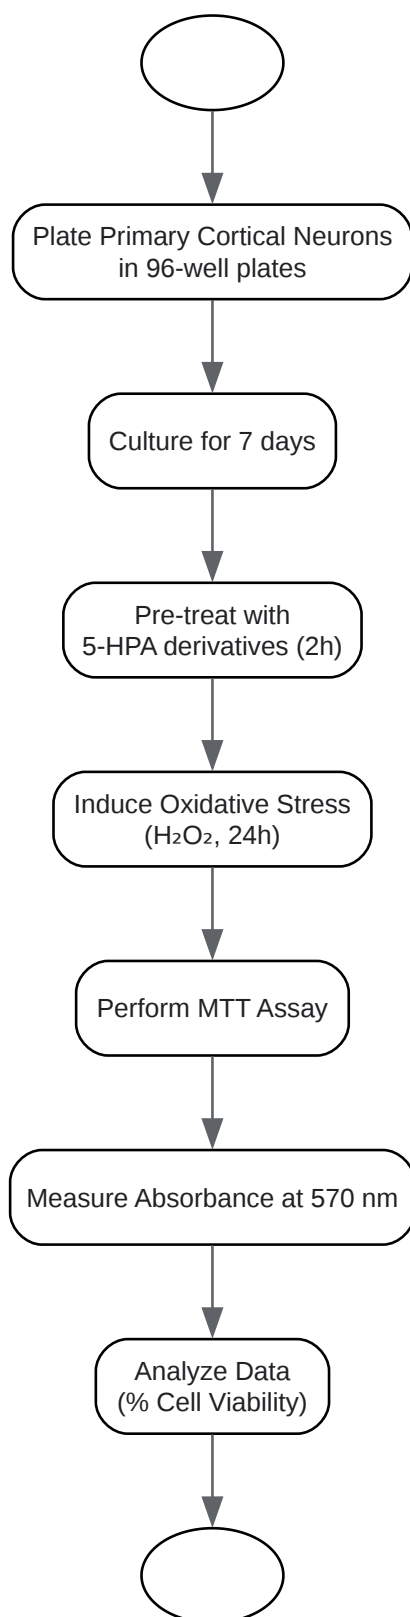 Plate Primary Cortical Neurons
in 96-well plates
Culture for 7 days
Pre-treat with
5-HPA derivatives (2h)
Induce Oxidative Stress
(H₂O₂, 24h)
Perform MTT Assay
Measure Absorbance at 570 nm
Analyze Data
(% Cell Viability)